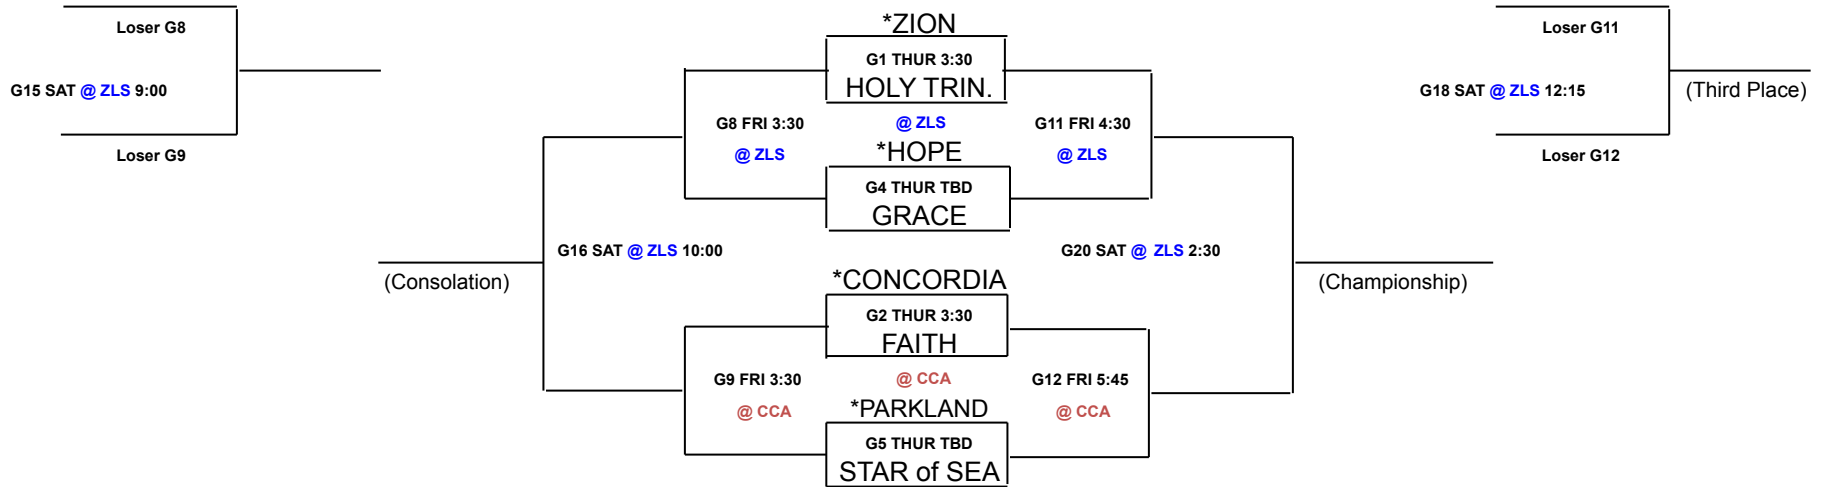 Loser G8
G15 SAT @ ZLS 9:00
Loser G9
*ZION
G1 THUR 3:30
HOLY TRIN.
@ ZLS
G8 FRI 3:30
@ ZLS
G11 FRI 4:30
@ ZLS
*HOPE
G4 THUR TBD
GRACE
G16 SAT @ ZLS 10:00
(Consolation)
G20 SAT @ ZLS 2:30
(Championship)
*CONCORDIA
G2 THUR 3:30
FAITH
@ CCA
G9 FRI 3:30
@ CCA
G12 FRI 5:45
@ CCA
*PARKLAND
G5 THUR TBD
STAR of SEA
Loser G11
G18 SAT @ ZLS 12:15
(Third Place)
Loser G12